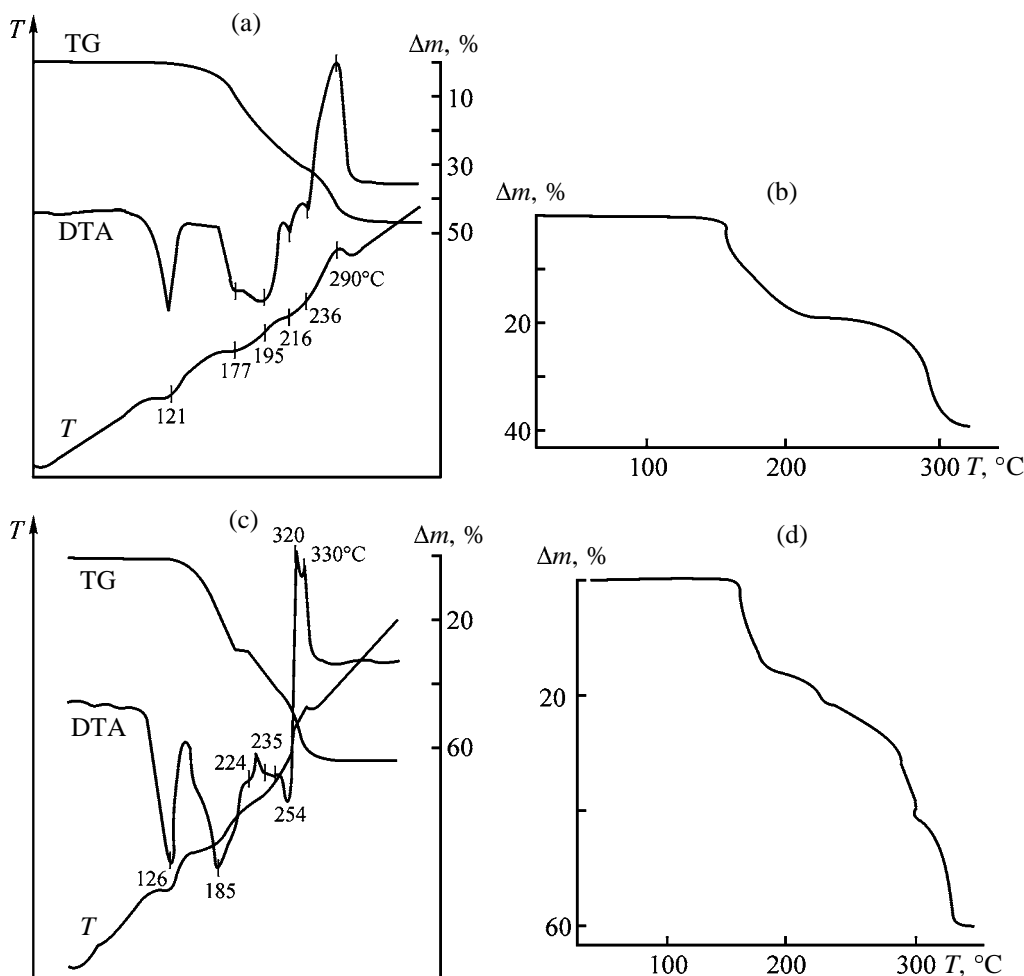 (a)
T
TG
Δm, %
10
30
50
DTA
290°C
236
216
195
177
121
T
(b)
Δm, %
20
40
100
200
300
T, °C
(c)
T
320
330°C
Δm, %
TG
20
DTA
235
60
224
254
126
185
T
(d)
Δm, %
20
60
100
200
300
T, °C